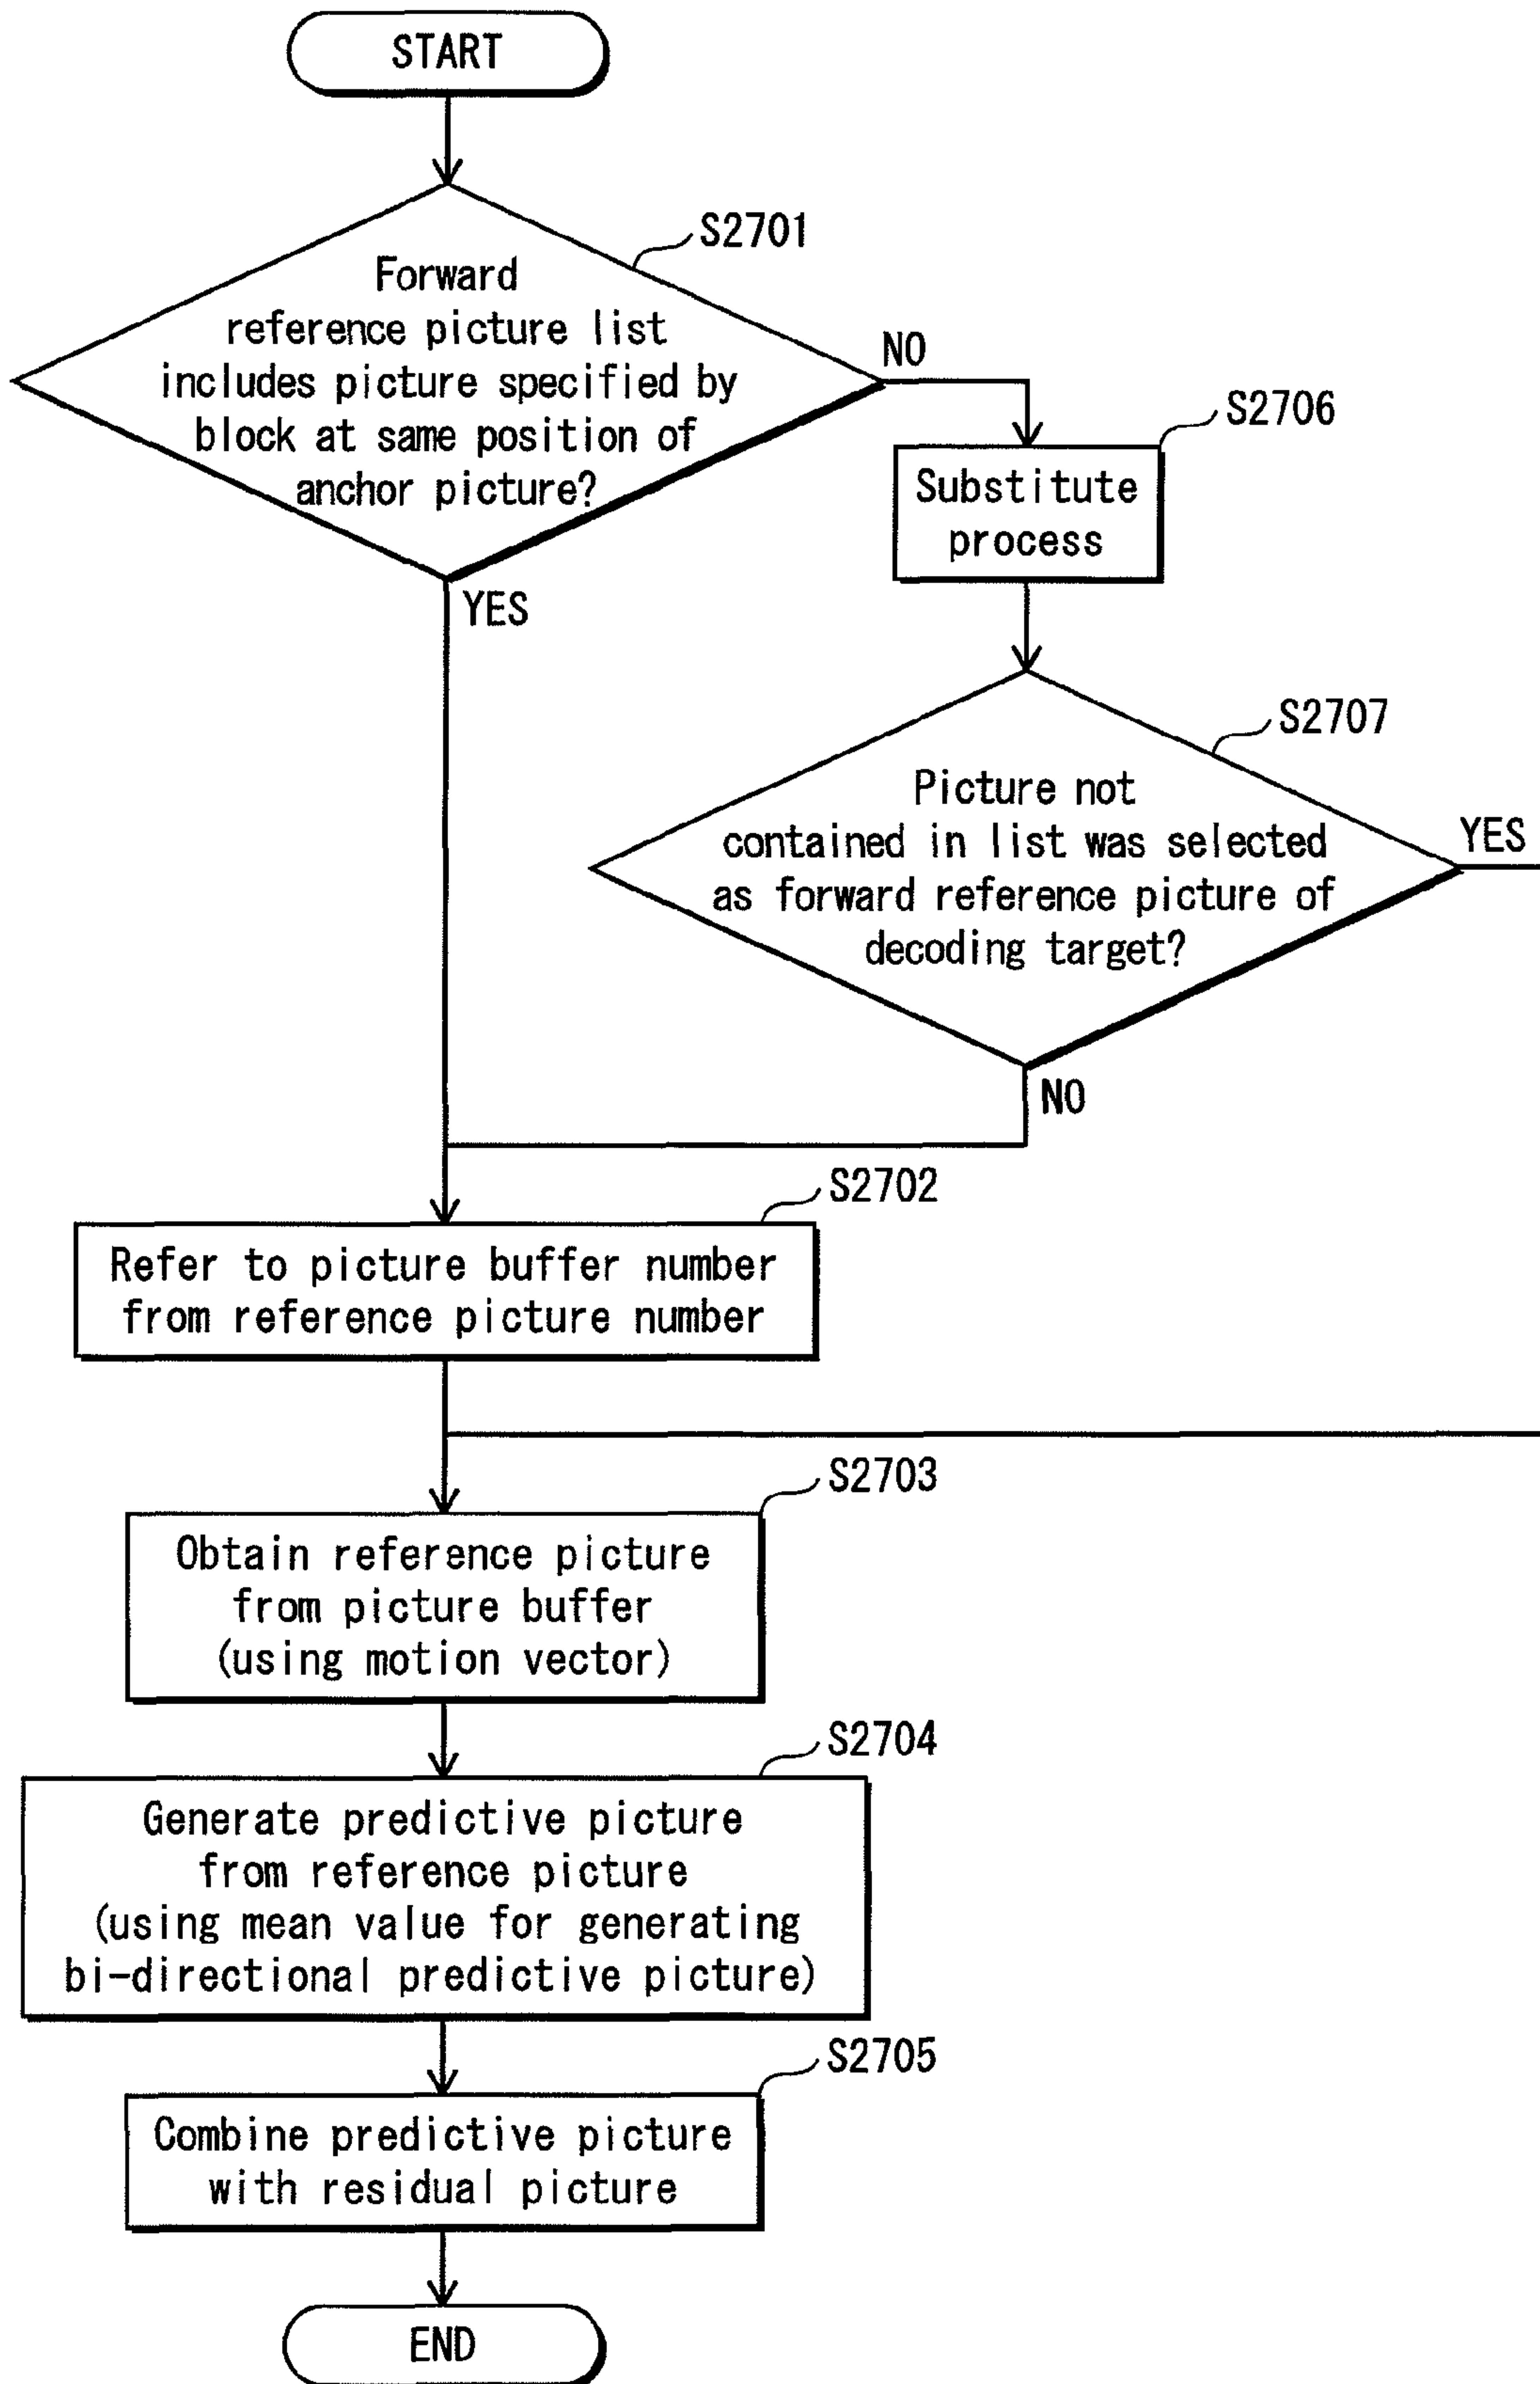 START
S2701
Forward
reference picture list
includes picture specified by
block at same position of
anchor picture?
NO
YES
S2706
Substitute
process
S2707
Picture not
contained in list was selected
as forward reference picture of
decoding target?
YES
NO
S2702
Refer to picture buffer number
from reference picture number
S2703
Obtain reference picture
from picture buffer
(using motion vector)
S2704
Generate predictive picture
from reference picture
(using mean value for generating
bi-directional predictive picture)
S2705
Combine predictive picture
with residual picture
END